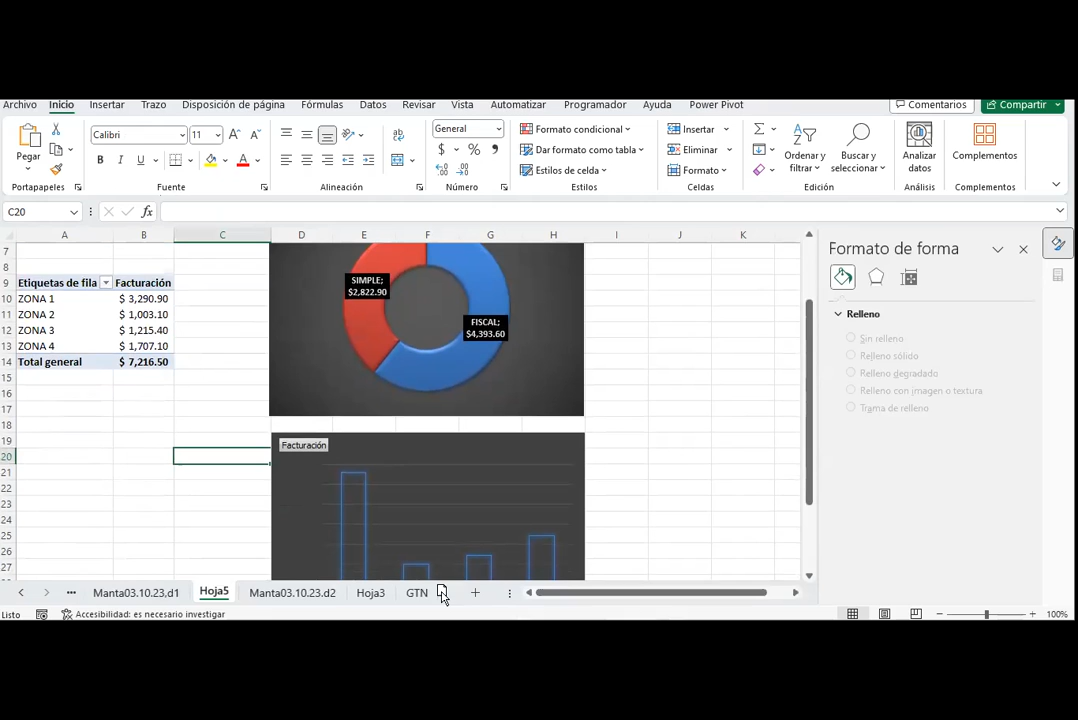 Archivo Inicio Insertar Trazo Disposición de página Fórmulas Datos Revisar Vista Automatizar Programador Ayuda Power Pivot Comentarios Compartir
Calibri 11 General Formato condicional Insertar
Pegar Dar formato como tabla Eliminar Ordenar y filtrar Buscar y seleccionar Analizar datos Complementos
N K S $ % Estilos de celda Formato
Portapapeles Fuente Alineación Número Estilos Celdas Edición Análisis Complementos
C20 fx
A B C D E F G H I J K
Formato de forma
7
8
9 Etiquetas de fila Facturación
10 ZONA 1 $ 3,290.90
11 ZONA 2 $ 1,003.10
12 ZONA 3 $ 1,215.40
13 ZONA 4 $ 1,707.10
14 Total general $ 7,216.50
15
16
17
18
19
20
21
22
23
24
25
26
27
SIMPLE;
$2,822.90
FISCAL;
$4,393.60
Facturación
Relleno
Sin relleno
Relleno sólido
Relleno degradado
Relleno con imagen o textura
Trama de relleno
Manta03.10.23,d1 Hoja5 Manta03.10.23.d2 Hoja3 GTN
Listo Accesibilidad: es necesario investigar 100%